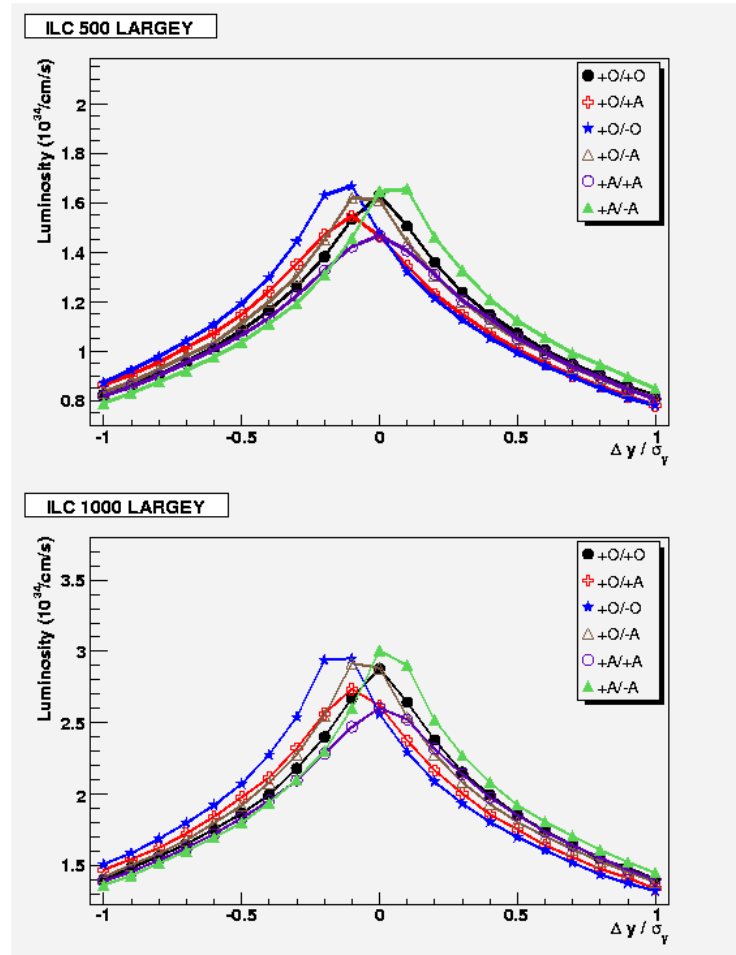 ILC 500 LARGEY
Luminosity (10^34/cm/s)
2
1.8
1.6
1.4
1.2
1
0.8
-1
-0.5
0
0.5
1
Δ y / σ_y
+O/+O
+O/+A
+O/-O
+O/-A
+A/+A
+A/-A
ILC 1000 LARGEY
Luminosity (10^34/cm/s)
3.5
3
2.5
2
1.5
-1
-0.5
0
0.5
1
Δ y / σ_y
+O/+O
+O/+A
+O/-O
+O/-A
+A/+A
+A/-A